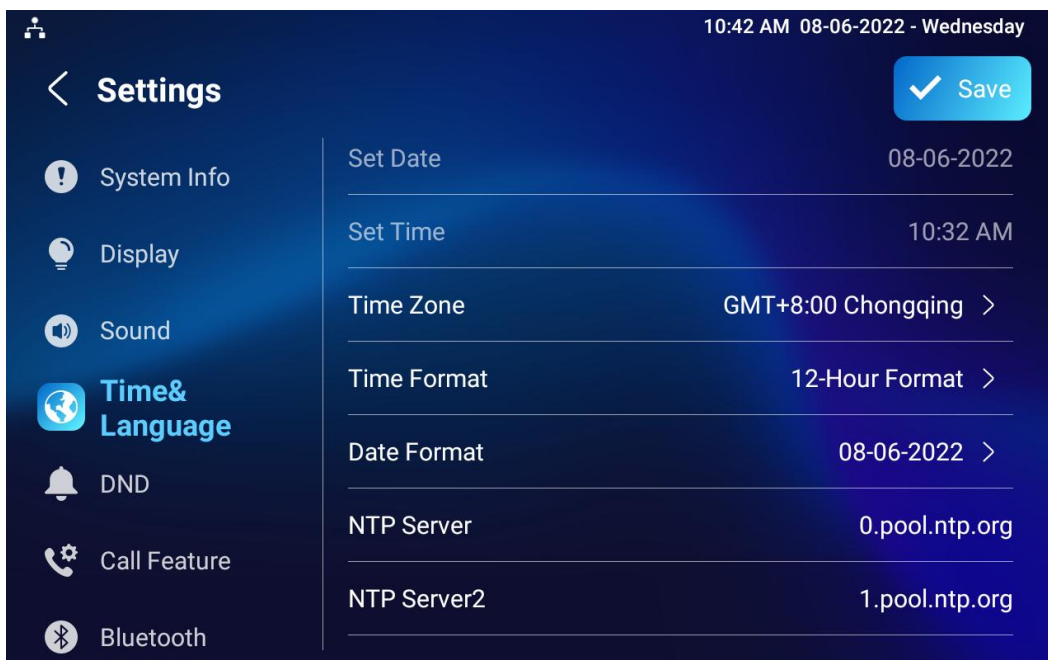 10:42 AM 08-06-2022 - Wednesday
Settings
Save
System Info
Display
Sound
Time&
Language
DND
Call Feature
Bluetooth
Set Date 08-06-2022
Set Time 10:32 AM
Time Zone GMT+8:00 Chongqing
Time Format 12-Hour Format
Date Format 08-06-2022
NTP Server 0.pool.ntp.org
NTP Server2 1.pool.ntp.org